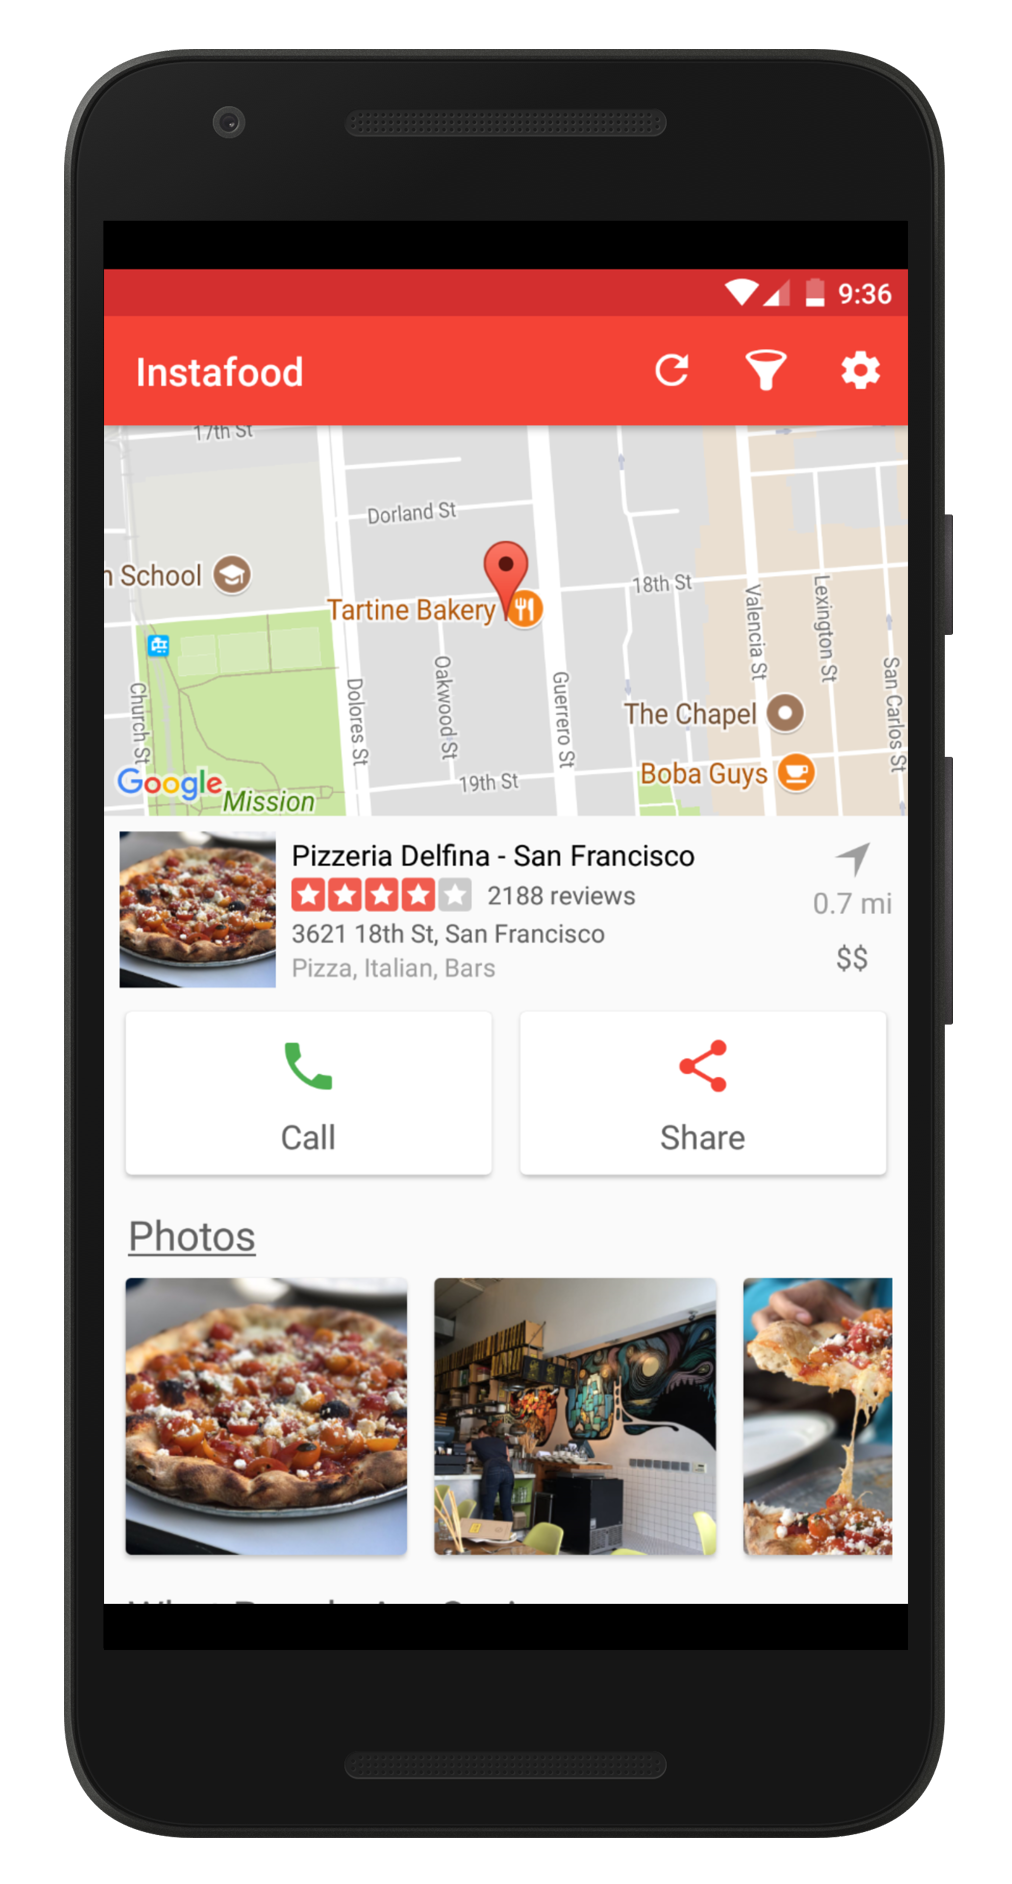 9:36
Instafood
17th St
Dorland St
School
18th St
Tartine Bakery
Valencia St
Lexington St
San Carlos St
Church St
Dolores St
Oakwood St
Guerrero St
The Chapel
Boba Guys
19th St
Google
Mission
Pizzeria Delfina - San Francisco
2188 reviews
0.7 mi
3621 18th St, San Francisco
Pizza, Italian, Bars
$$
Call
Share
Photos